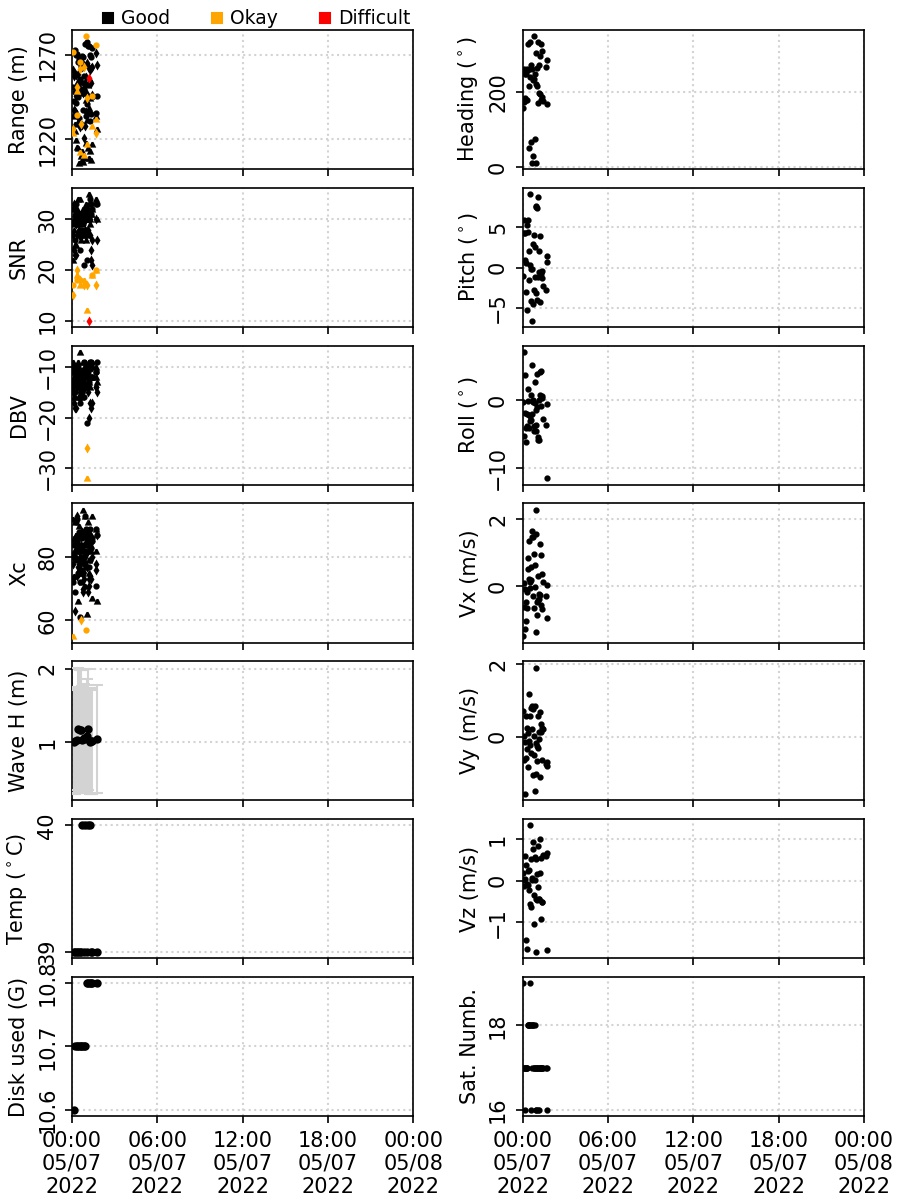 Good Okay Difficult
Range (m)
1270
1220
Heading (°)
200
0
SNR
30
20
10
Pitch (°)
5
0
−5
DBV
−10
−20
−30
Roll (°)
0
−10
Xc
80
60
Vx (m/s)
2
0
Wave H (m)
2
1
Vy (m/s)
2
0
Temp (°C)
40
39
Vz (m/s)
1
0
−1
Disk used (G)
10.8
10.7
10.6
Sat. Numb.
18
16
00:00 06:00 12:00 18:00 00:00
05/07 05/07 05/07 05/07 05/08
2022 2022 2022 2022 2022
00:00 06:00 12:00 18:00 00:00
05/07 05/07 05/07 05/07 05/08
2022 2022 2022 2022 2022